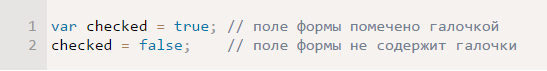 1 var checked = true; // поле формы помечено галочкой
2 checked = false;     // поле формы не содержит галочки